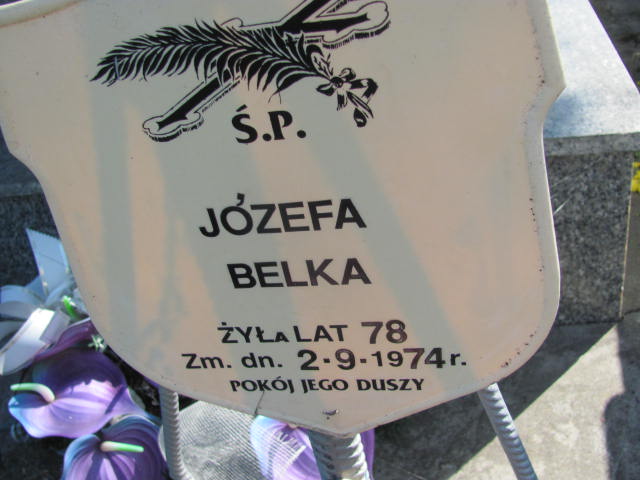 Ś.P.
JÓZEFA
BELKA
ŻYŁa LAT 78
Zm. dn. 2-9-1974 r.
POKÓJ JEGO DUSZY